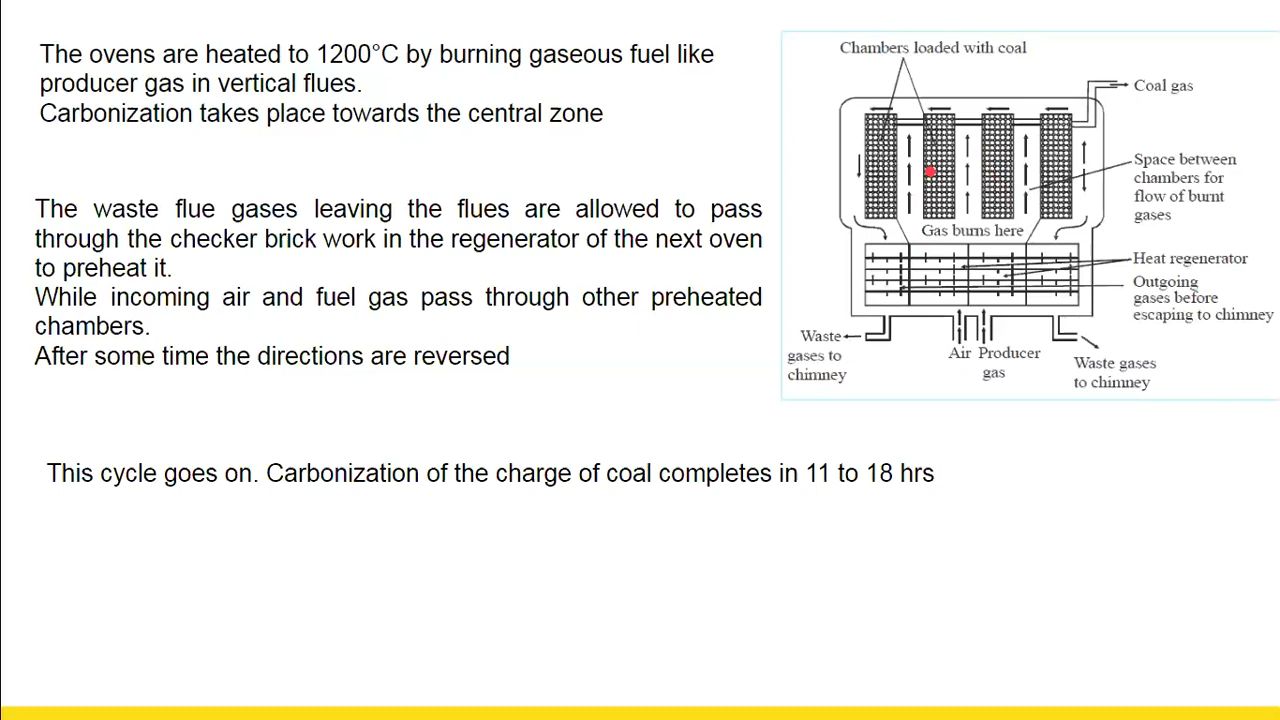 The ovens are heated to 1200°C by burning gaseous fuel like
producer gas in vertical flues.
Carbonization takes place towards the central zone
The waste flue gases leaving the flues are allowed to pass
through the checker brick work in the regenerator of the next oven
to preheat it.
While incoming air and fuel gas pass through other preheated
chambers.
After some time the directions are reversed
This cycle goes on. Carbonization of the charge of coal completes in 11 to 18 hrs
Chambers loaded with coal
Coal gas
Space between
chambers for
flow of burnt
gases
Gas burns here
Heat regenerator
Outgoing
gases before
escaping to chimney
Waste
gases to
chimney
Air Producer
gas
Waste gases
to chimney